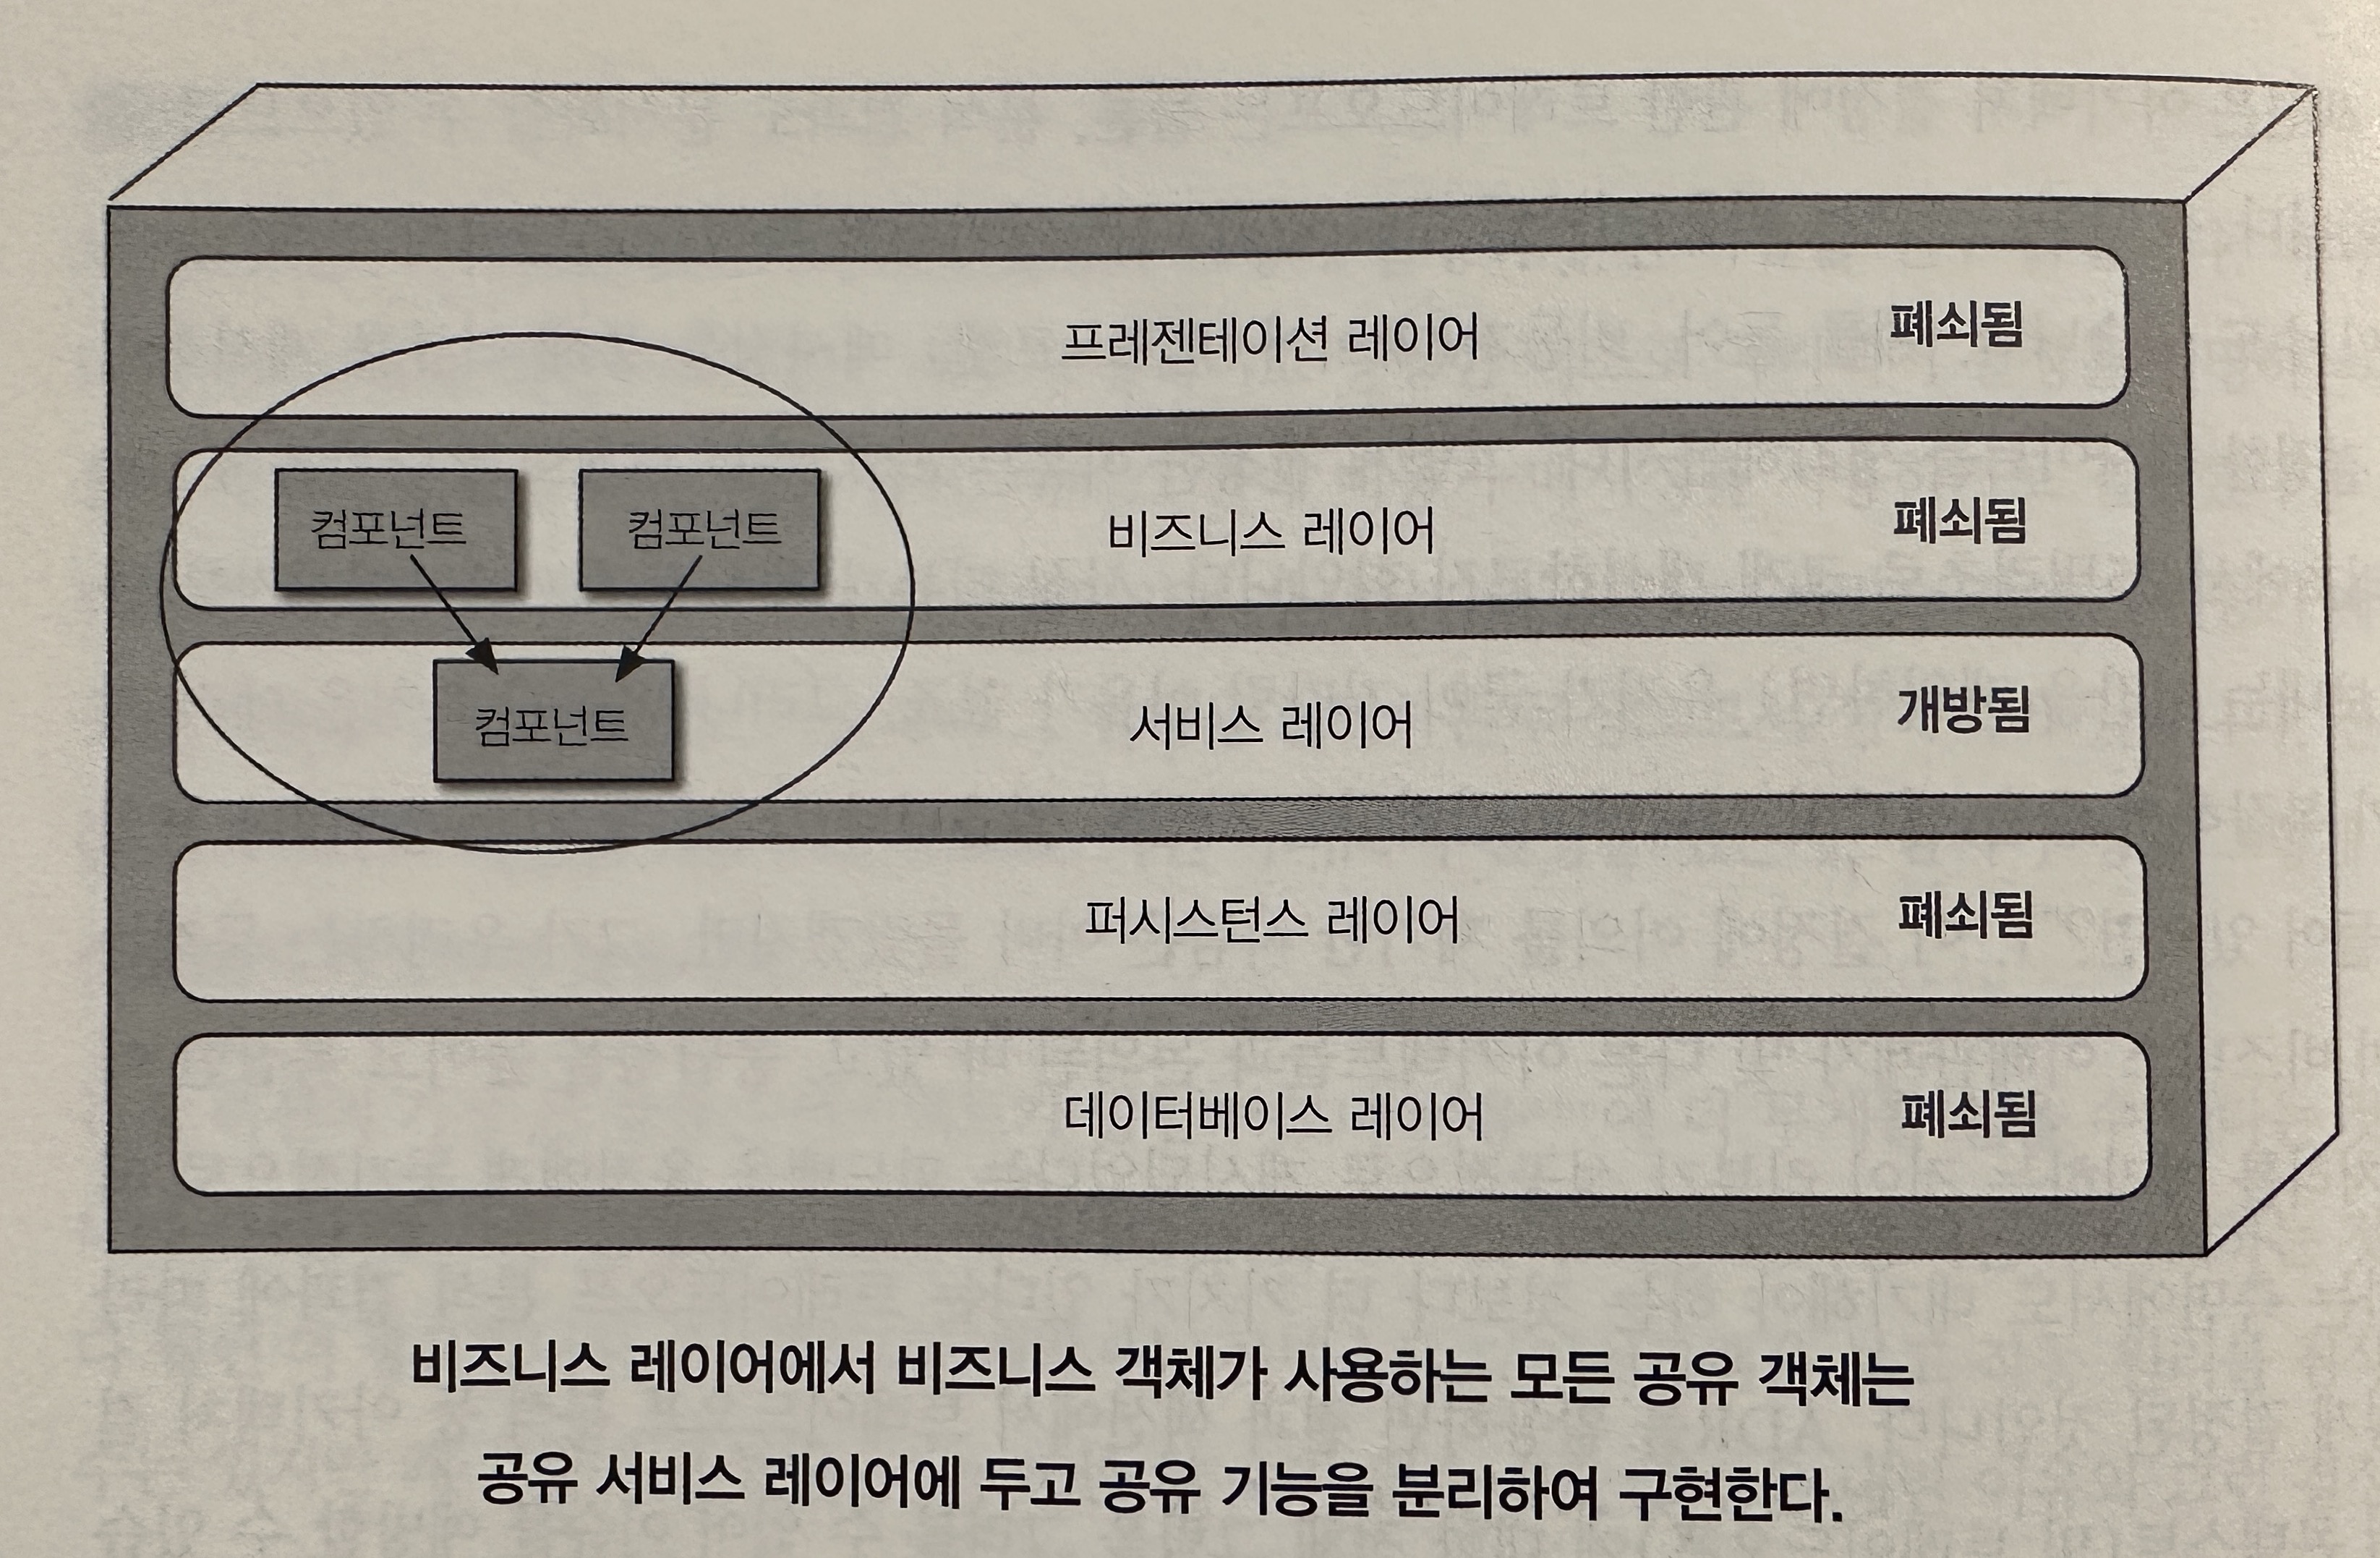 프레젠테이션 레이어 폐쇄됨
컴포넌트 컴포넌트 비즈니스 레이어 폐쇄됨
컴포넌트 서비스 레이어 개방됨
퍼시스턴스 레이어 폐쇄됨
데이터베이스 레이어 폐쇄됨
비즈니스 레이어에서 비즈니스 객체가 사용하는 모든 공유 객체는
공유 서비스 레이어에 두고 공유 기능을 분리하여 구현한다.